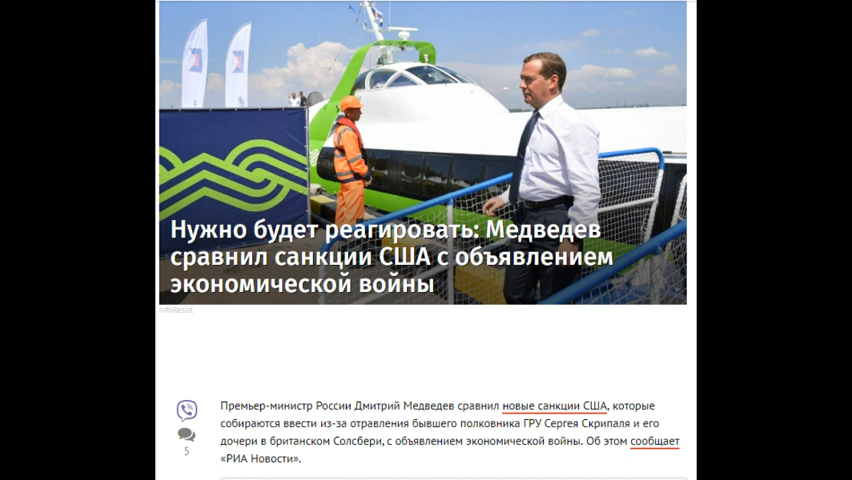 Нужно будет реагировать: Медведев
сравнил санкции США с объявлением
экономической войны
InfoResist
Премьер-министр России Дмитрий Медведев сравнил новые санкции США, которые
собираются ввести из-за отравления бывшего полковника ГРУ Сергея Скрипаля и его
дочери в британском Солсбери, с объявлением экономической войны. Об этом сообщает
5
«РИА Новости».